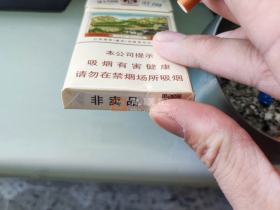 本公司提示
吸烟有害健康
请勿在禁烟场所吸烟
非卖品